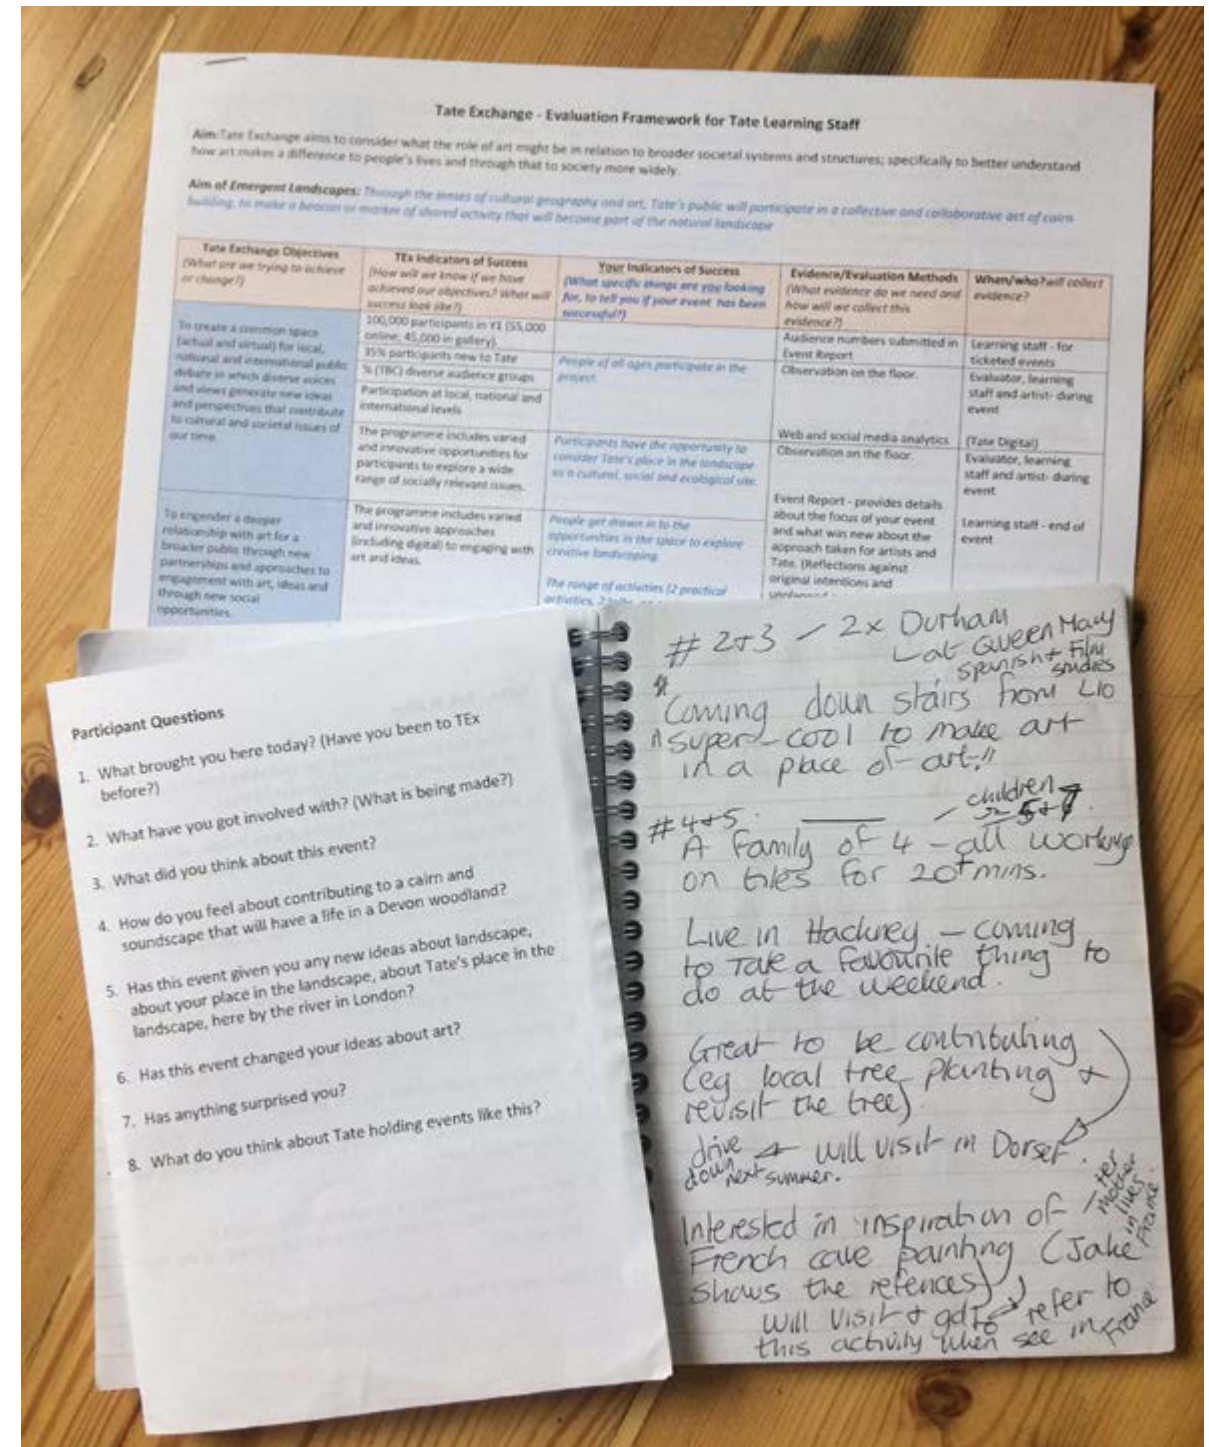 Tate Exchange - Evaluation Framework for Tate Learning Staff
Aim:Tate Exchange aims to consider what the role of art might be in relation to broader societal systems and structures; specifically to better understand
how art makes a difference to people's lives and through that to society more widely.
Aim of Emergent Landscapes: Through the lenses of cultural geography and art, Tate's public will participate in a collective and collaborative act of cairn
building, to make a beacon or marker of shared activity that will become part of the natural landscape
Tate Exchange Objectives
(What are we trying to achieve
or change?)
TEx Indicators of Success
(How will we know if we have
achieved our objectives? What will
success look like?)
Your Indicators of Success
(What specific things are you looking
for, to tell you if your event has been
successful?)
Evidence/Evaluation Methods
(What evidence do we need and
how will we collect this
evidence?)
When/who?will collect
evidence?
To create a common space
(actual and virtual) for local,
national and international public
debate in which diverse voices
and views generate new ideas
and perspectives that contribute
to cultural and societal issues of
our time.
100,000 participants in Y1 (55,000
online; 45,000 in gallery).
35% participants new to Tate
% (TBC) diverse audience groups
Participation at local, national and
international levels
The programme includes varied
and innovative opportunities for
participants to explore a wide
range of socially relevant issues.
People of all ages participate in the
project.
Participants have the opportunity to
consider Tate's place in the landscape
as a cultural, social and ecological site.
Audience numbers submitted in
Event Report
Observation on the floor.
Web and social media analytics
Observation on the floor.
Event Report - provides details
about the focus of your event
and what was new about the
approach taken for artists and
Tate. (Reflections against
original intentions and
Learning staff - for
ticketed events
Evaluator, learning
staff and artist- during
event
(Tate Digital)
Evaluator, learning
staff and artist- during
event
Learning staff - end of
event
To engender a deeper
relationship with art for a
broader public through new
partnerships and approaches to
engagement with art, ideas and
through new social
opportunities.
The programme includes varied
and innovative approaches
(including digital) to engaging with
art and ideas.
People get drawn in to the
opportunities in the space to explore
creative landscaping.
The range of activities (2 practical
activities, 2 talks,
Participant Questions
1. What brought you here today? (Have you been to TEx
before?)
2. What have you got involved with? (What is being made?)
3. What did you think about this event?
4. How do you feel about contributing to a cairn and
soundscape that will have a life in a Devon woodland?
5. Has this event given you any new ideas about landscape,
about your place in the landscape, about Tate's place in the
landscape, here by the river in London?
6. Has this event changed your ideas about art?
7. Has anything surprised you?
8. What do you think about Tate holding events like this?
# 2+3 / 2x Durham
at Queen Mary
Spanish + Film
studies
Coming down stairs from L10
"super-cool to make art
in a place of art!"
# 4+5. children
5+7.
A family of 4 - all working
on tiles for 20+ mins.
Live in Hackney - coming
to Tate a favourite thing to
do at the weekend.
Great to be contributing
(eg local tree planting +
revisit the tree)
will visit in Dorset.
drive
down
next summer.
Interested in inspiration of
her
mother
lives
in
France.
French cave painting (Jake
shows the refences)
will visit +
refer to
this activity when see in France